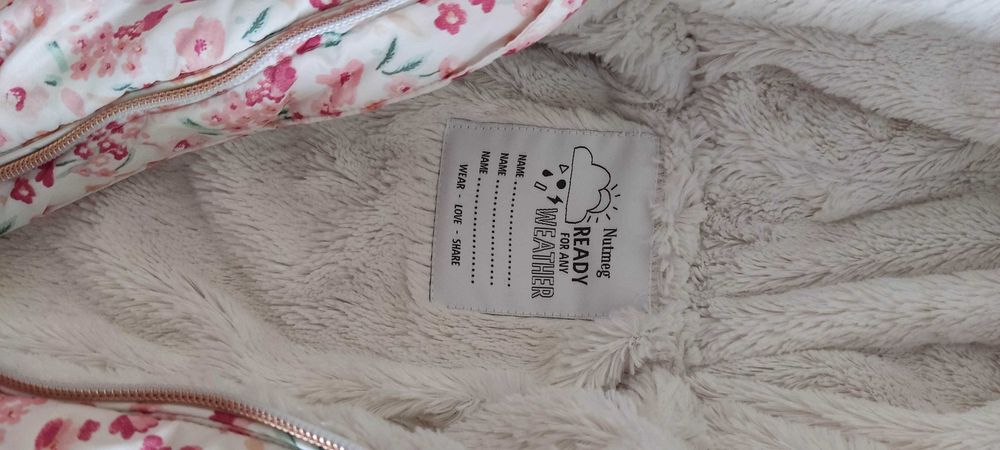 Nutmeg
READY
FOR ANY
WEATHER
NAME ........................
NAME ........................
NAME ........................
WEAR - LOVE - SHARE